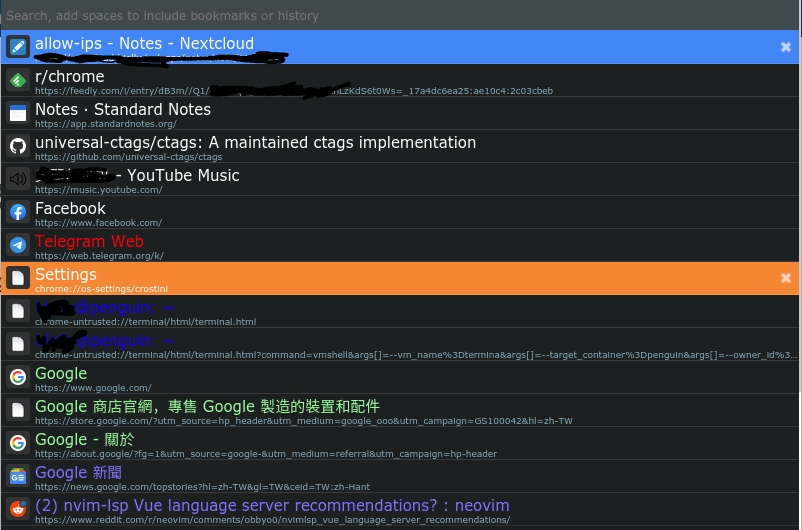 Search, add spaces to include bookmarks or history
allow-ips - Notes - Nextcloud
r/chrome
https://feedly.com/i/entry/dB3m//Q1/ nLzKdS6t0Ws=_17a4dc6ea25:ae10c4:2c03cbeb
Notes · Standard Notes
https://app.standardnotes.org/
universal-ctags/ctags: A maintained ctags implementation
https://github.com/universal-ctags/ctags
- YouTube Music
https://music.youtube.com/
Facebook
https://www.facebook.com/
Telegram Web
https://web.telegram.org/k/
Settings
chrome://os-settings/crostini
@penguin: ~
chrome-untrusted://terminal/html/terminal.html
@penguin: ~
chrome-untrusted://terminal/html/terminal.html?command=vmshell&args[]=--vm_name%3Dtermina&args[]=--target_container%3Dpenguin&args[]=--owner_id%3...
Google
https://www.google.com/
Google 商店官網，專售 Google 製造的裝置和配件
https://store.google.com/?utm_source=hp_header&utm_medium=google_ooo&utm_campaign=GS100042&hl=zh-TW
Google - 關於
https://about.google/?fg=1&utm_source=google-&utm_medium=referral&utm_campaign=hp-header
Google 新聞
https://news.google.com/topstories?hl=zh-TW&gl=TW&ceid=TW:zh-Hant
(2) nvim-lsp Vue language server recommendations? : neovim
https://www.reddit.com/r/neovim/comments/obbyo0/nvimlsp_vue_language_server_recommendations/